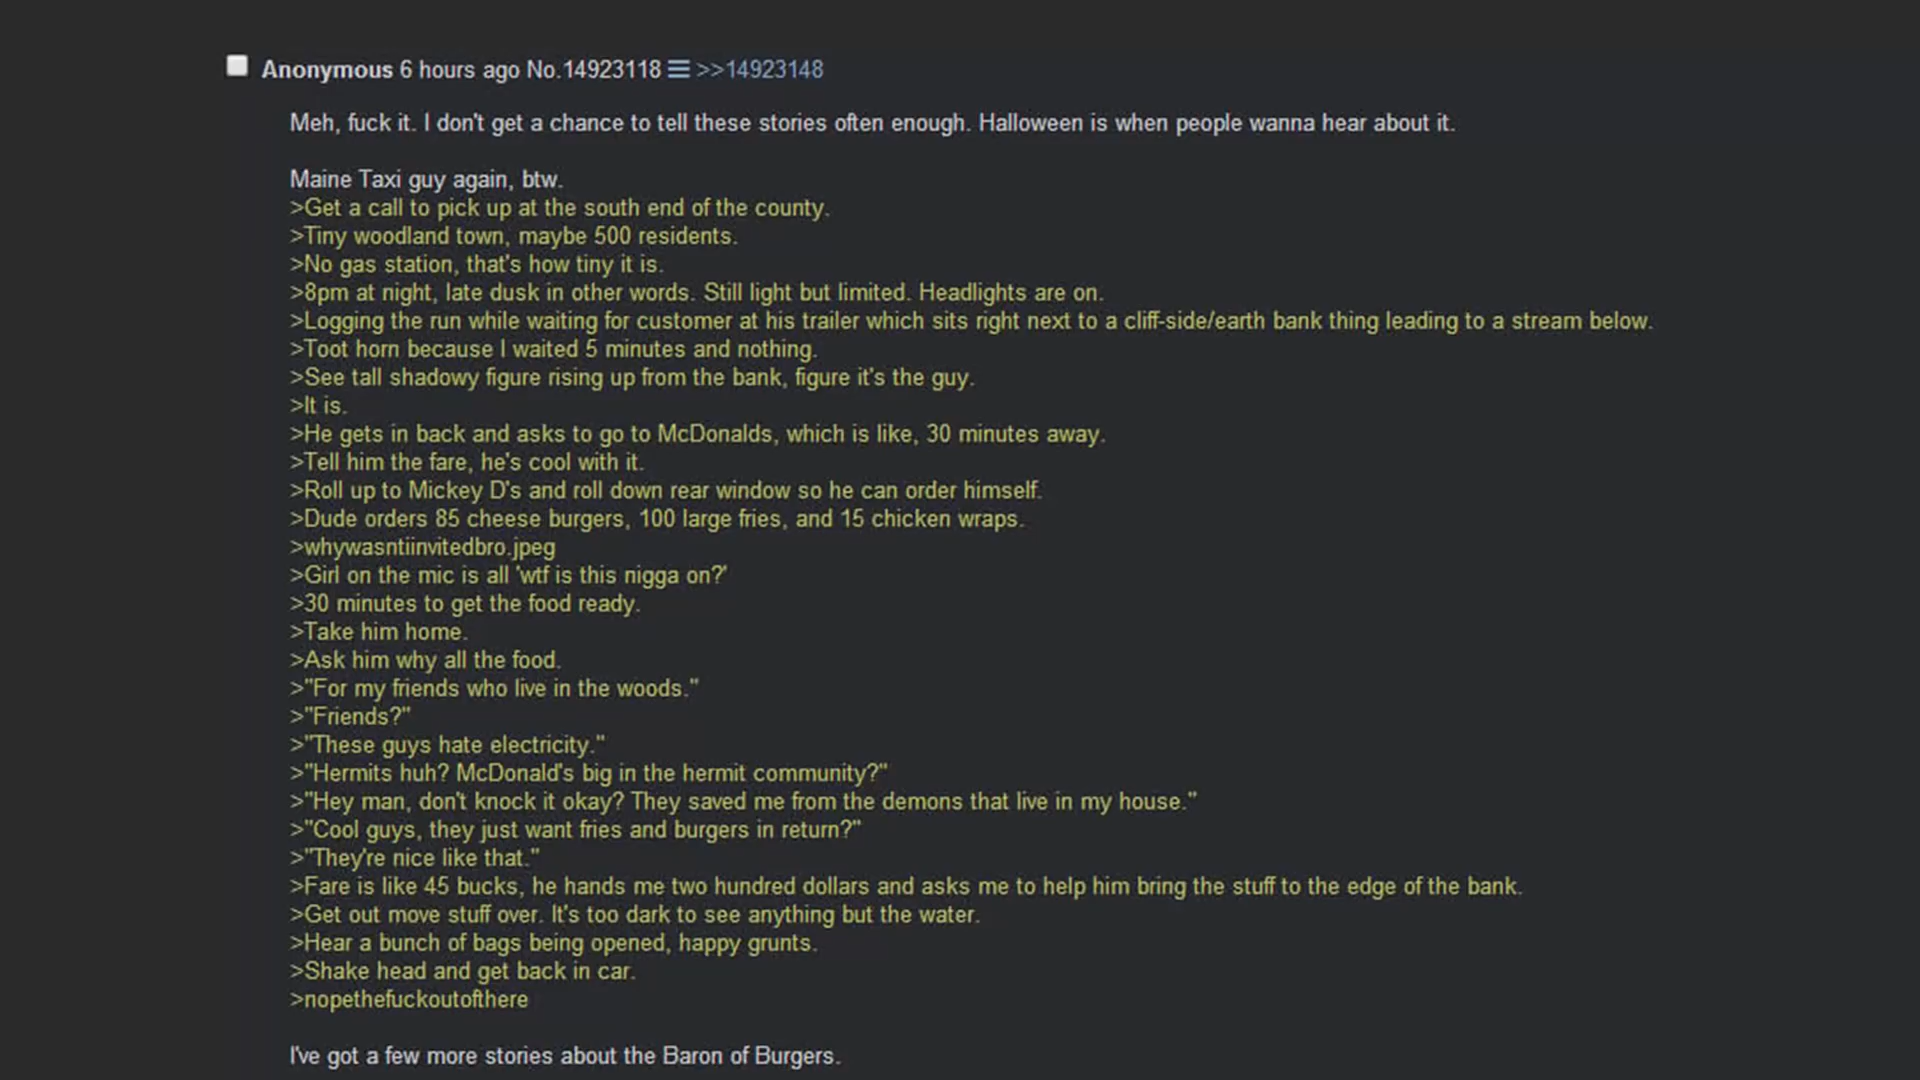 Anonymous 6 hours ago No.14923118 ☰ >>14923148
Meh, fuck it. I don't get a chance to tell these stories often enough. Halloween is when people wanna hear about it.
Maine Taxi guy again, btw.
>Get a call to pick up at the south end of the county.
>Tiny woodland town, maybe 500 residents.
>No gas station, that's how tiny it is.
>8pm at night, late dusk in other words. Still light but limited. Headlights are on.
>Logging the run while waiting for customer at his trailer which sits right next to a cliff-side/earth bank thing leading to a stream below.
>Toot horn because I waited 5 minutes and nothing.
>See tall shadowy figure rising up from the bank, figure it's the guy.
>It is.
>He gets in back and asks to go to McDonalds, which is like, 30 minutes away.
>Tell him the fare, he's cool with it.
>Roll up to Mickey D's and roll down rear window so he can order himself.
>Dude orders 85 cheese burgers, 100 large fries, and 15 chicken wraps.
>whywasntiinvitedbro.jpeg
>Girl on the mic is all 'wtf is this nigga on?'
>30 minutes to get the food ready.
>Take him home.
>Ask him why all the food.
>"For my friends who live in the woods."
>"Friends?"
>"These guys hate electricity."
>"Hermits huh? McDonald's big in the hermit community?"
>"Hey man, don't knock it okay? They saved me from the demons that live in my house."
>"Cool guys, they just want fries and burgers in return?"
>"They're nice like that."
>Fare is like 45 bucks, he hands me two hundred dollars and asks me to help him bring the stuff to the edge of the bank.
>Get out move stuff over. It's too dark to see anything but the water.
>Hear a bunch of bags being opened, happy grunts.
>Shake head and get back in car.
>nopethefuckoutofthere
I've got a few more stories about the Baron of Burgers.